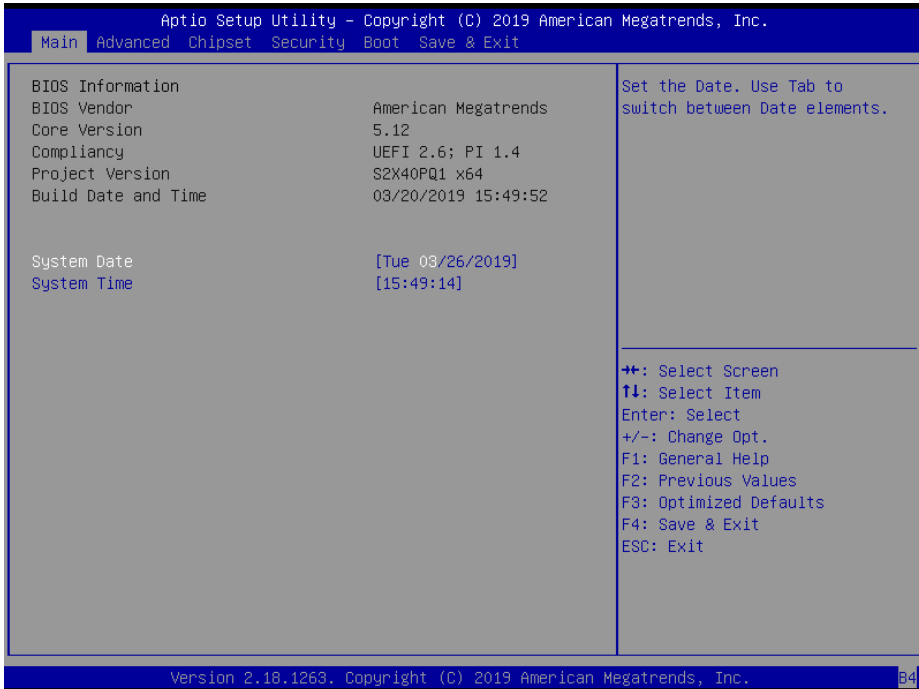 Aptio Setup Utility – Copyright (C) 2019 American Megatrends, Inc.
Main Advanced Chipset Security Boot Save & Exit
BIOS Information
BIOS Vendor American Megatrends
Core Version 5.12
Compliancy UEFI 2.6; PI 1.4
Project Version S2X40PQ1 x64
Build Date and Time 03/20/2019 15:49:52
System Date [Tue 03/26/2019]
System Time [15:49:14]
Set the Date. Use Tab to
switch between Date elements.
→←: Select Screen
↑↓: Select Item
Enter: Select
+/-: Change Opt.
F1: General Help
F2: Previous Values
F3: Optimized Defaults
F4: Save & Exit
ESC: Exit
Version 2.18.1263. Copyright (C) 2019 American Megatrends, Inc.
B4